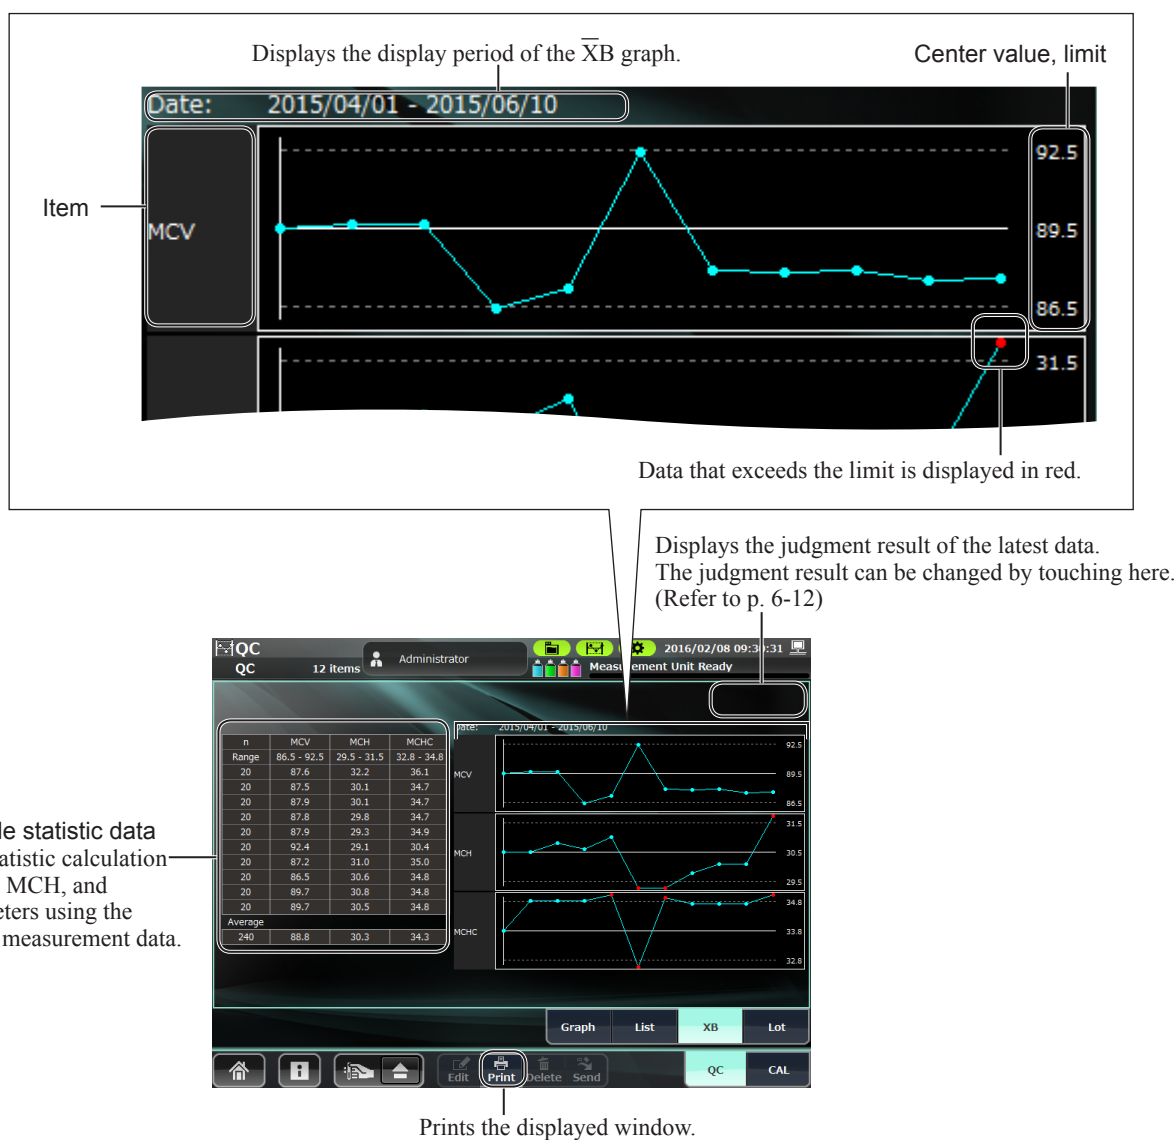 Displays the display period of the X̅B graph.
Center value, limit
Date: 2015/04/01 - 2015/06/10
92.5
Item
MCV
89.5
86.5
31.5
Data that exceeds the limit is displayed in red.
Displays the judgment result of the latest data.
The judgment result can be changed by touching here.
(Refer to p. 6-12)
QC
QC 12 items
Administrator
2016/02/08 09:30:31
Measurement Unit Ready
Date: 2015/04/01 - 2015/06/10
n MCV MCH MCHC
Range 86.5 - 92.5 29.5 - 31.5 32.8 - 34.8
20 87.6 32.2 36.1
20 87.5 30.1 34.7
20 87.9 30.1 34.7
20 87.8 29.8 34.7
20 87.9 29.3 34.9
20 92.4 29.1 30.4
20 87.2 31.0 35.0
20 86.5 30.6 34.8
20 89.7 30.8 34.8
20 89.7 30.5 34.8
Average
240 88.8 30.3 34.3
92.5
MCV 89.5
86.5
31.5
MCH 30.5
29.5
34.8
MCHC 33.8
32.8
le statistic data
atistic calculation
MCH, and
eters using the
measurement data.
Graph List XB Lot
Edit Print Delete Send
QC CAL
Prints the displayed window.